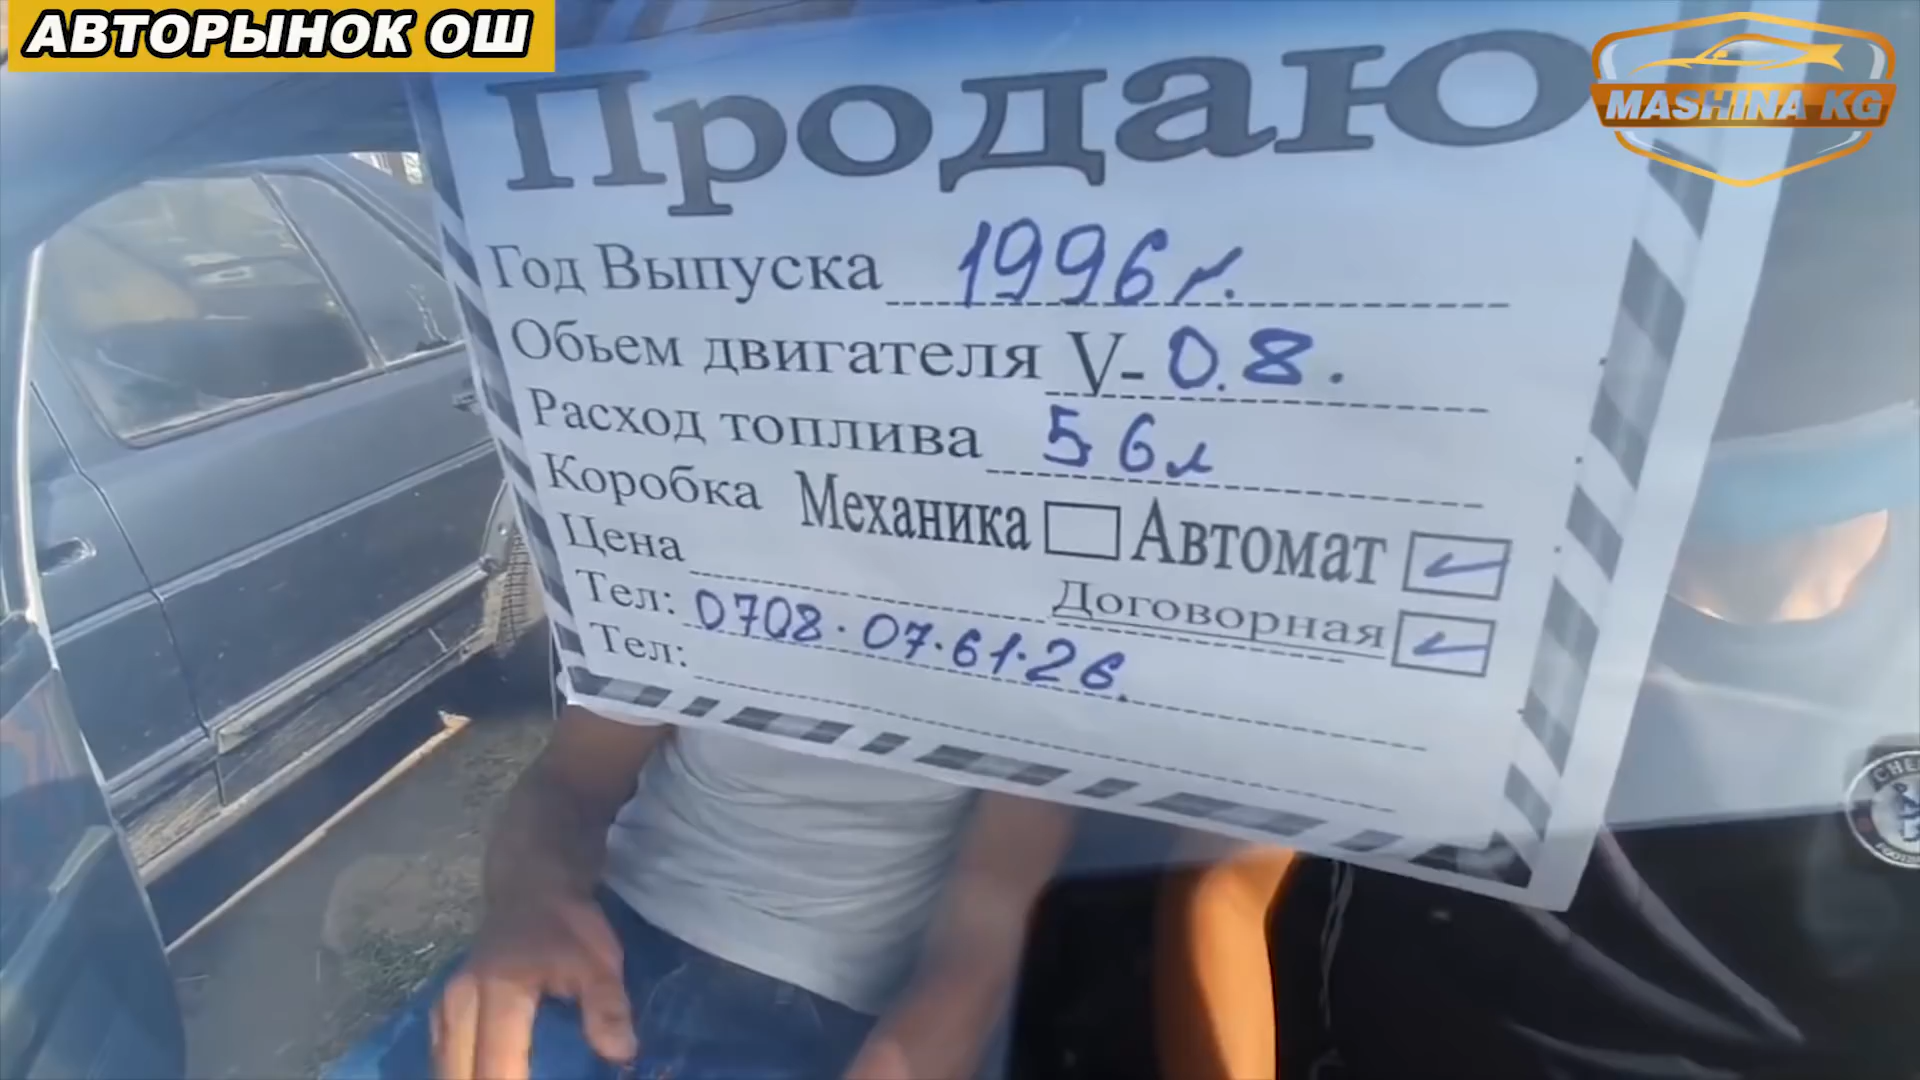 АВТОРЫНОК ОШ
MASHINA KG
Продаю
Год Выпуска 1996г.
Обьем двигателя V- 0.8.
Расход топлива 5.6л
Коробка Механика Автомат
Цена Договорная
Тел: 0708.07.61.26.
Тел: